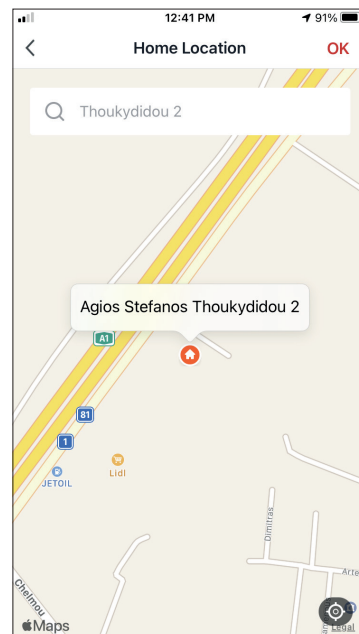 12:41 PM
91%
Home Location
OK
Thoukydidou 2
Agios Stefanos Thoukydidou 2
A1
81
1
Lidl
JETOIL
Dimitras
Arte
Chelmou
Maps
Legal